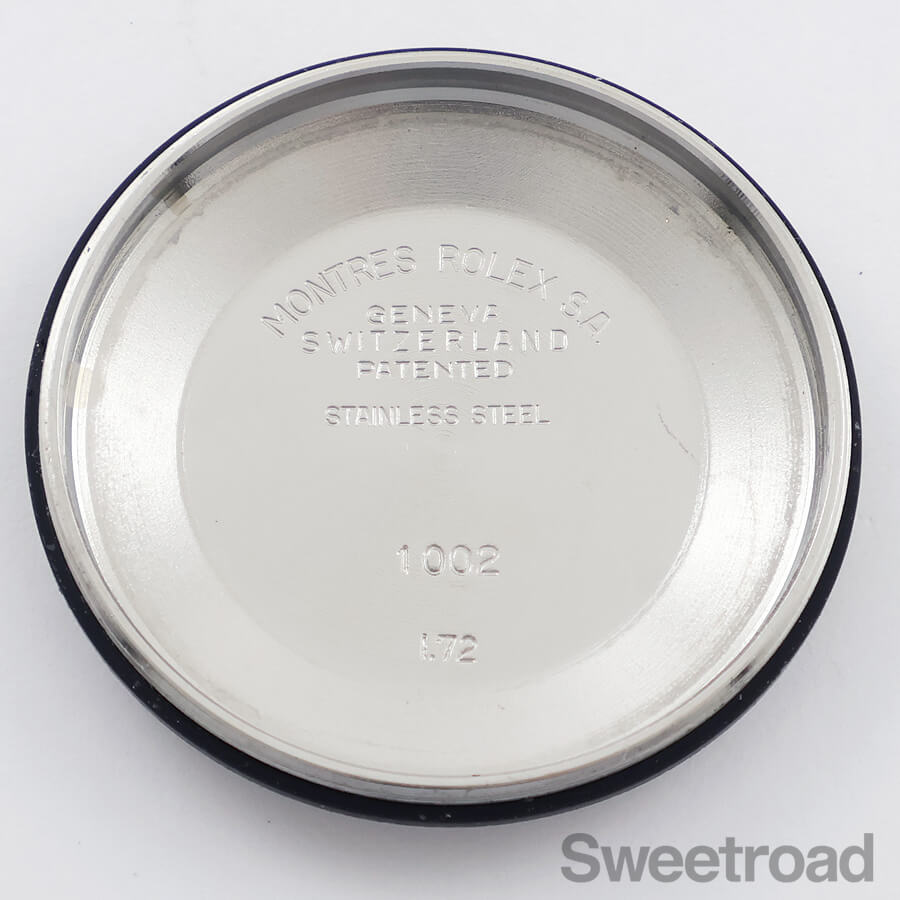 MONTRES ROLEX S.A.
GENEVA
SWITZERLAND
PATENTED
STAINLESS STEEL
1002
I.72
Sweetroad